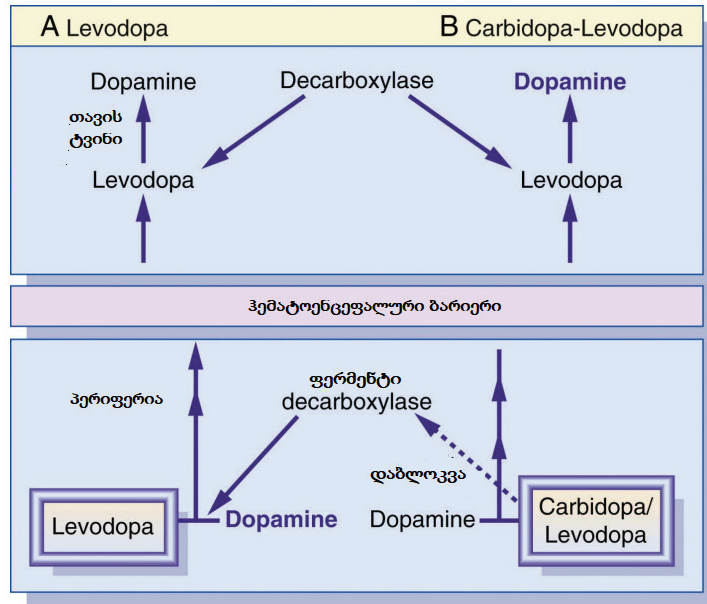 A Levodopa
B Carbidopa-Levodopa
Dopamine
Decarboxylase
Dopamine
თავის
ტვინი
Levodopa
Levodopa
ჰემატოენცეფალური ბარიერი
პერიფერია
ფერმენტი
decarboxylase
დაბლოკვა
Levodopa
Dopamine
Dopamine
Carbidopa/
Levodopa